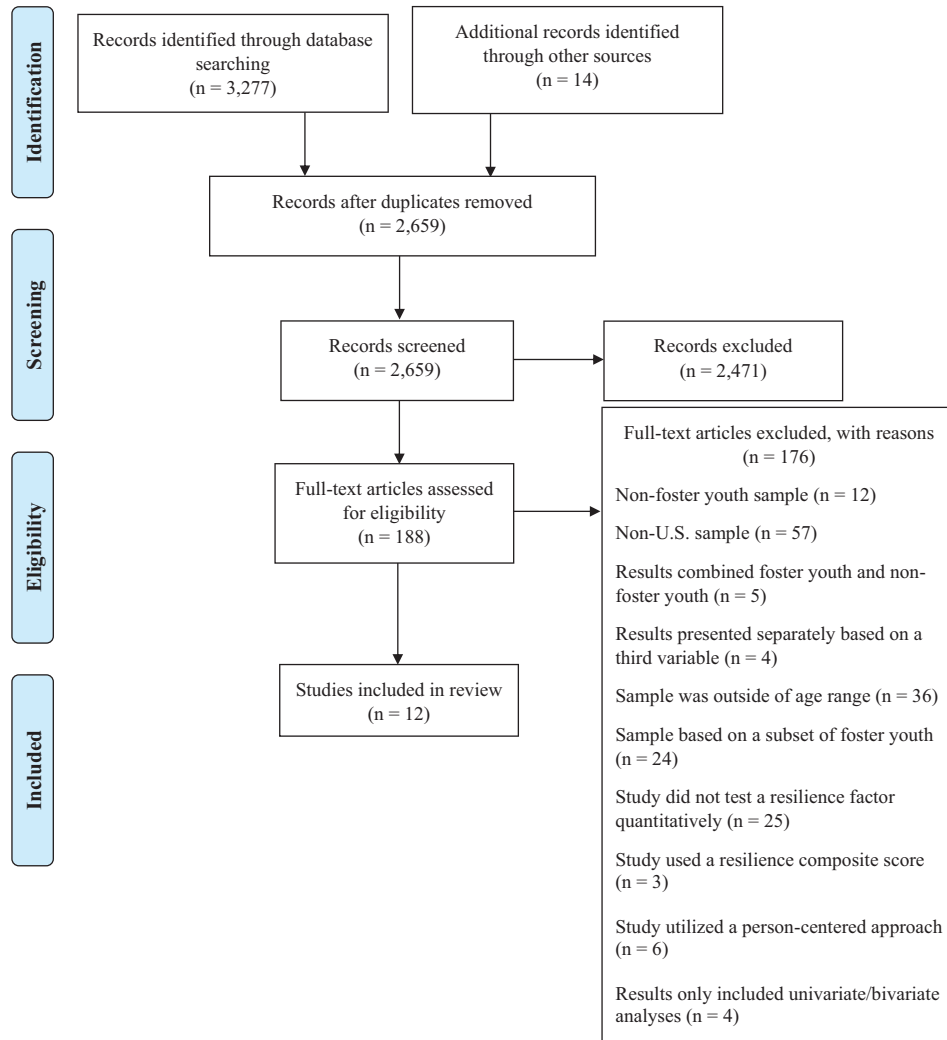 Identification
Records identified through database
searching
(n = 3,277)
Additional records identified
through other sources
(n = 14)
Records after duplicates removed
(n = 2,659)
Screening
Records screened
(n = 2,659)
Records excluded
(n = 2,471)
Eligibility
Full-text articles assessed
for eligibility
(n = 188)
Full-text articles excluded, with reasons
(n = 176)
Non-foster youth sample (n = 12)
Non-U.S. sample (n = 57)
Results combined foster youth and non-
foster youth (n = 5)
Results presented separately based on a
third variable (n = 4)
Sample was outside of age range (n = 36)
Sample based on a subset of foster youth
(n = 24)
Study did not test a resilience factor
quantitatively (n = 25)
Study used a resilience composite score
(n = 3)
Study utilized a person-centered approach
(n = 6)
Results only included univariate/bivariate
analyses (n = 4)
Included
Studies included in review
(n = 12)